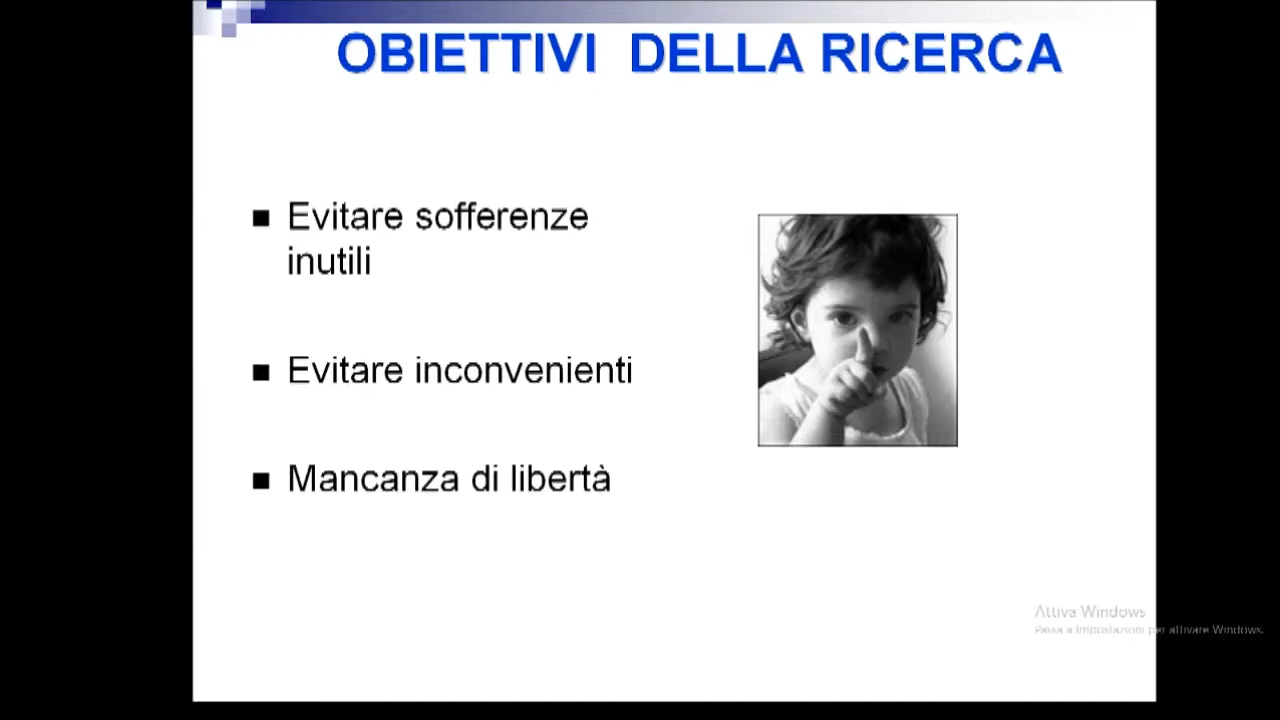 OBIETTIVI DELLA RICERCA
Evitare sofferenze
inutili
Evitare inconvenienti
Mancanza di libertà
Attiva Windows
Passa a Impostazioni per attivare Windows.